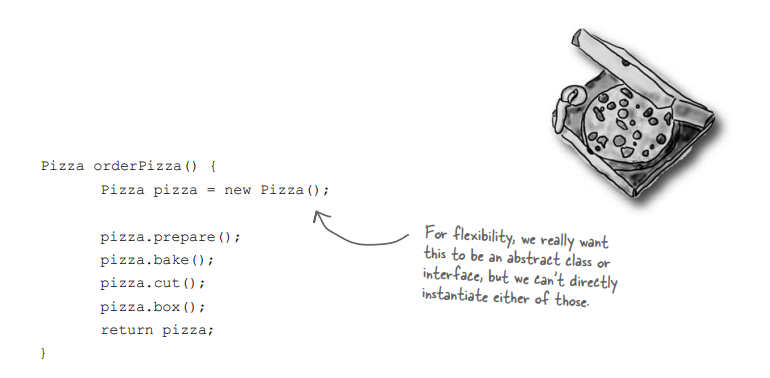 Pizza orderPizza() {
Pizza pizza = new Pizza();
pizza.prepare();
pizza.bake();
pizza.cut();
pizza.box();
return pizza;
}
For flexibility, we really want
this to be an abstract class or
interface, but we can't directly
instantiate either of those.